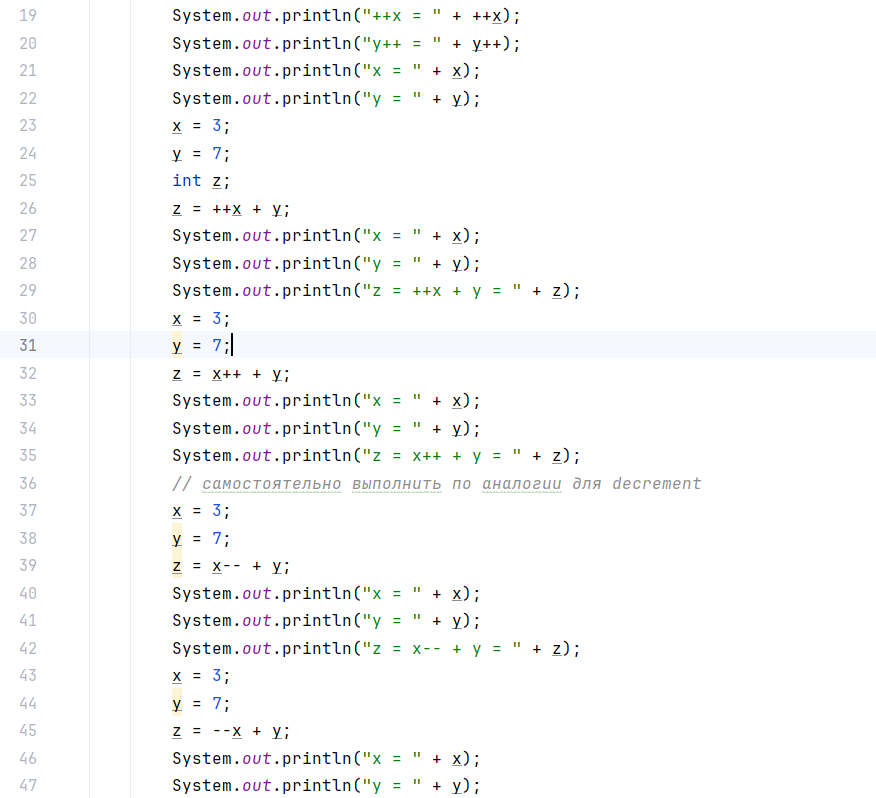 19 System.out.println("++x = " + ++x);
20 System.out.println("y++ = " + y++);
21 System.out.println("x = " + x);
22 System.out.println("y = " + y);
23 x = 3;
24 y = 7;
25 int z;
26 z = ++x + y;
27 System.out.println("x = " + x);
28 System.out.println("y = " + y);
29 System.out.println("z = ++x + y = " + z);
30 x = 3;
31 y = 7;
32 z = x++ + y;
33 System.out.println("x = " + x);
34 System.out.println("y = " + y);
35 System.out.println("z = x++ + y = " + z);
36 // самостоятельно выполнить по аналогии для decrement
37 x = 3;
38 y = 7;
39 z = x-- + y;
40 System.out.println("x = " + x);
41 System.out.println("y = " + y);
42 System.out.println("z = x-- + y = " + z);
43 x = 3;
44 y = 7;
45 z = --x + y;
46 System.out.println("x = " + x);
47 System.out.println("y = " + y);